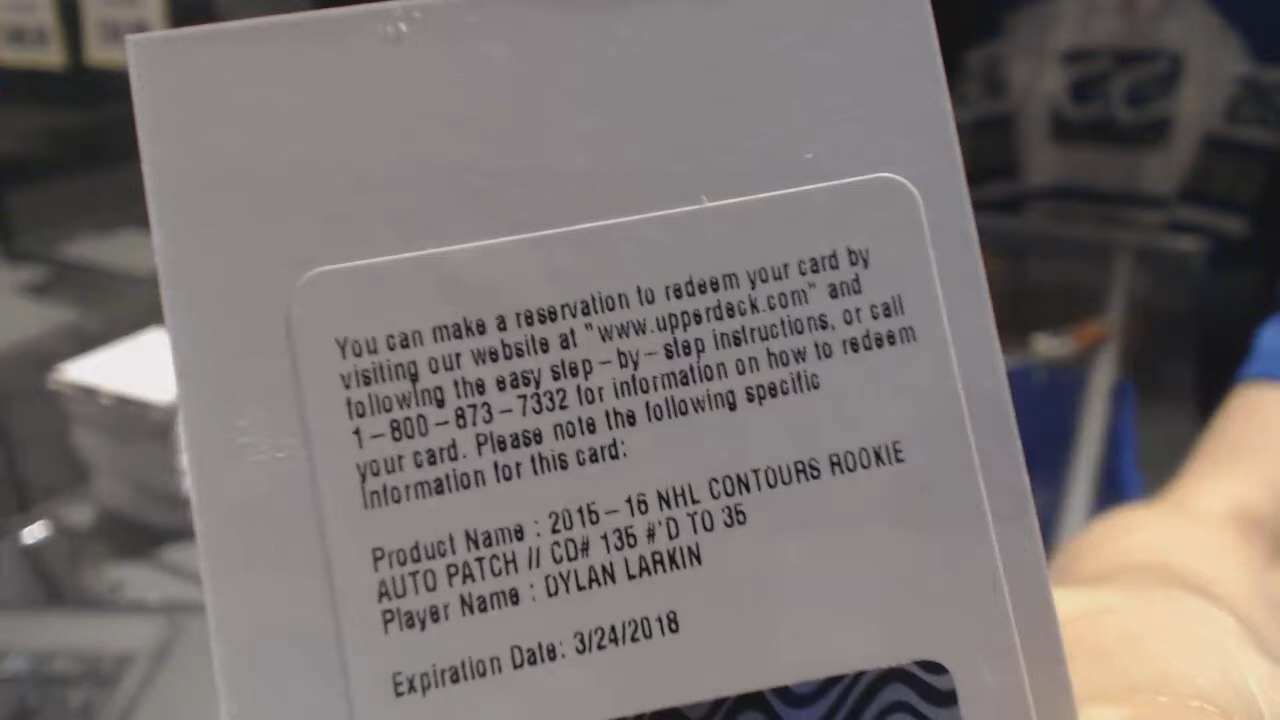 You can make a reservation to redeem your card by
visiting our website at "www.upperdeck.com" and
following the easy step-by-step instructions, or call
1-800-873-7332 for information on how to redeem
your card. Please note the following specific
information for this card:
Product Name : 2015-16 NHL CONTOURS ROOKIE
AUTO PATCH // CD# 135 #'D TO 35
Player Name : DYLAN LARKIN
Expiration Date: 3/24/2018